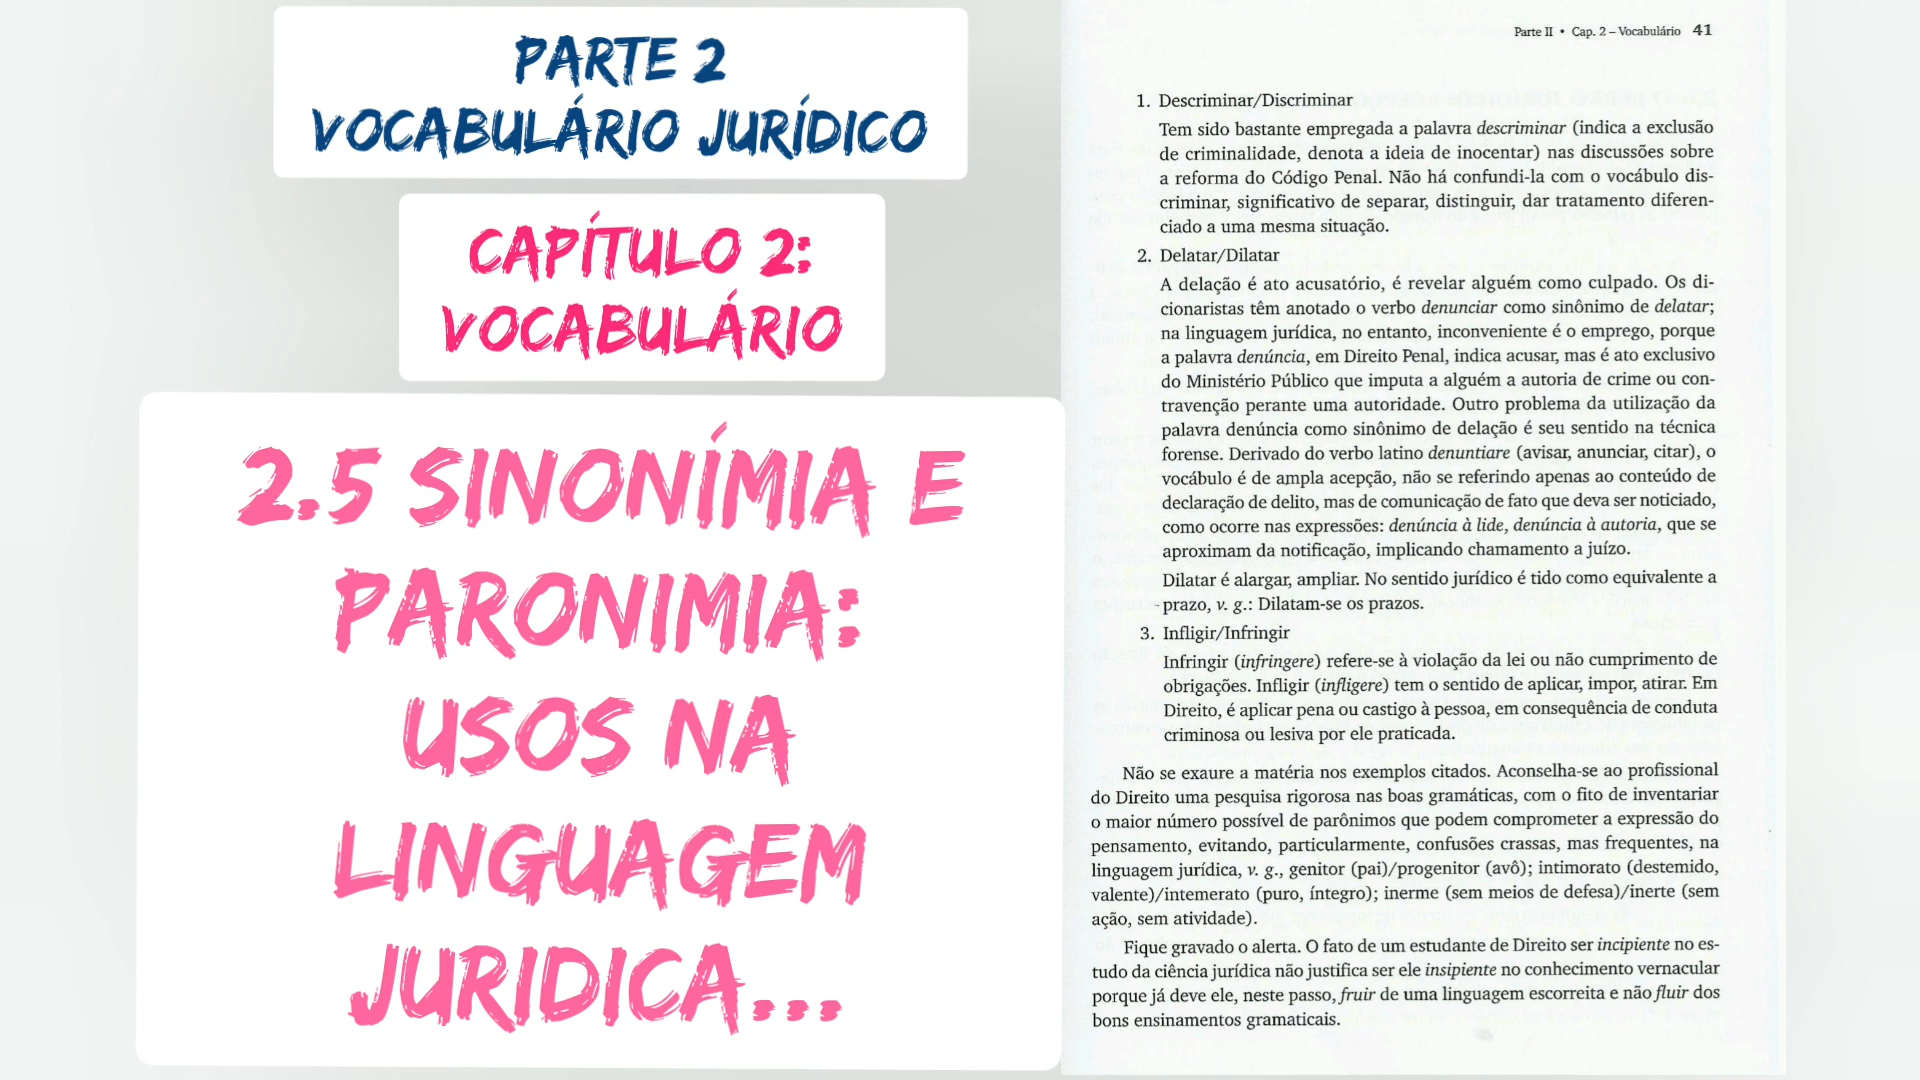 PARTE 2
VOCABULÁRIO JURÍDICO
CAPÍTULO 2:
VOCABULÁRIO
2.5 SINONÍMIA E
PARONIMIA:
USOS NA
LINGUAGEM
JURIDICA...
Parte II • Cap. 2 – Vocabulário 41
1. Descriminar/Discriminar
Tem sido bastante empregada a palavra descriminar (indica a exclusão
de criminalidade, denota a ideia de inocentar) nas discussões sobre
a reforma do Código Penal. Não há confundi-la com o vocábulo dis-
criminar, significativo de separar, distinguir, dar tratamento diferen-
ciado a uma mesma situação.
2. Delatar/Dilatar
A delação é ato acusatório, é revelar alguém como culpado. Os di-
cionaristas têm anotado o verbo denunciar como sinônimo de delatar;
na linguagem jurídica, no entanto, inconveniente é o emprego, porque
a palavra denúncia, em Direito Penal, indica acusar, mas é ato exclusivo
do Ministério Público que imputa a alguém a autoria de crime ou con-
travenção perante uma autoridade. Outro problema da utilização da
palavra denúncia como sinônimo de delação é seu sentido na técnica
forense. Derivado do verbo latino denuntiare (avisar, anunciar, citar), o
vocábulo é de ampla acepção, não se referindo apenas ao conteúdo de
declaração de delito, mas de comunicação de fato que deva ser noticiado,
como ocorre nas expressões: denúncia à lide, denúncia à autoria, que se
aproximam da notificação, implicando chamamento a juízo.
Dilatar é alargar, ampliar. No sentido jurídico é tido como equivalente a
prazo, v. g.: Dilatam-se os prazos.
3. Infligir/Infringir
Infringir (infringere) refere-se à violação da lei ou não cumprimento de
obrigações. Infligir (infligere) tem o sentido de aplicar, impor, atirar. Em
Direito, é aplicar pena ou castigo à pessoa, em consequência de conduta
criminosa ou lesiva por ele praticada.
Não se exaure a matéria nos exemplos citados. Aconselha-se ao profissional
do Direito uma pesquisa rigorosa nas boas gramáticas, com o fito de inventariar
o maior número possível de parônimos que podem comprometer a expressão do
pensamento, evitando, particularmente, confusões crassas, mas frequentes, na
linguagem jurídica, v. g., genitor (pai)/progenitor (avô); intimorato (destemido,
valente)/intemerato (puro, íntegro); inerme (sem meios de defesa)/inerte (sem
ação, sem atividade).
Fique gravado o alerta. O fato de um estudante de Direito ser incipiente no es-
tudo da ciência jurídica não justifica ser ele insipiente no conhecimento vernacular
porque já deve ele, neste passo, fruir de uma linguagem escorreita e não fluir dos
bons ensinamentos gramaticais.